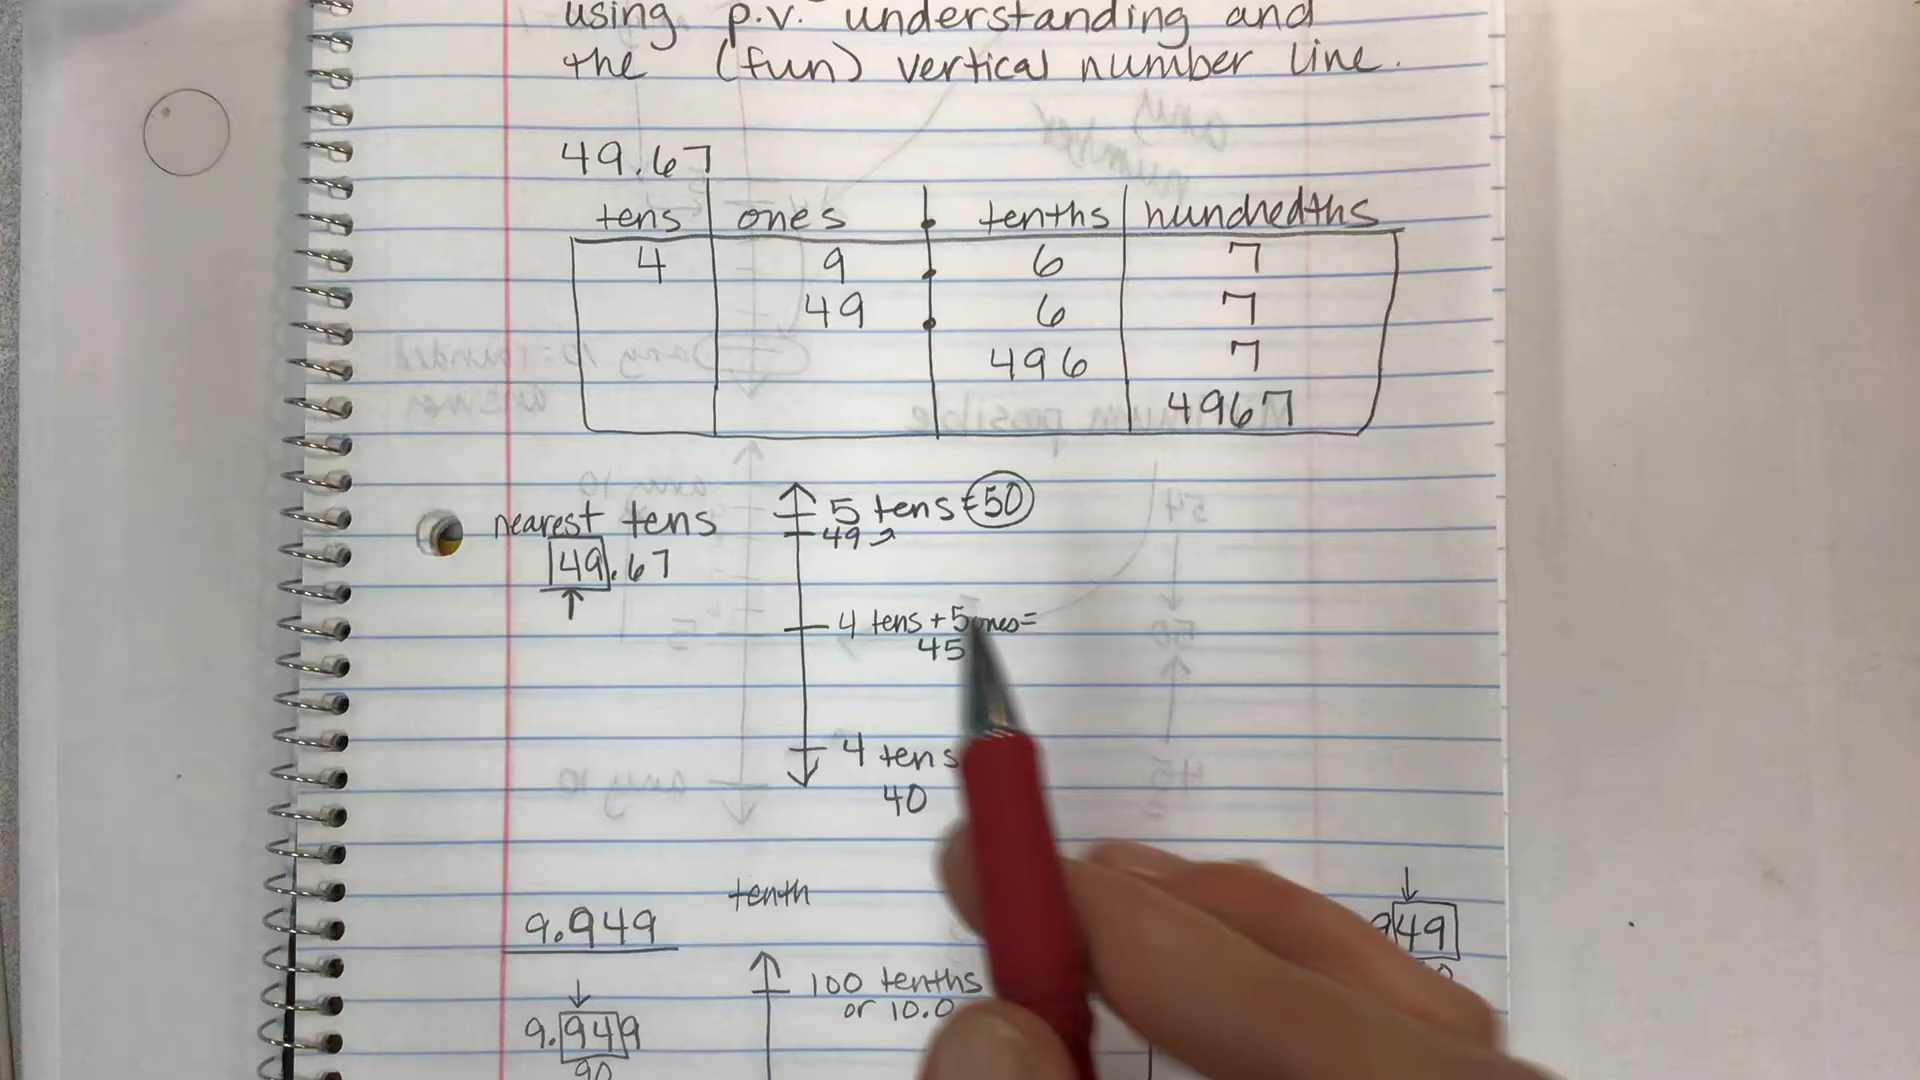 using p.v. understanding and
the (fun) vertical number line.
49.67
tens ones . tenths hundredths
4 9 . 6 7
49 . 6 7
496 7
4967
nearest tens
49.67
5 tens = 50
49
4 tens + 5 ones =
45
4 tens
40
tenth
9.949
9.949
90
100 tenths
or 10.0
949